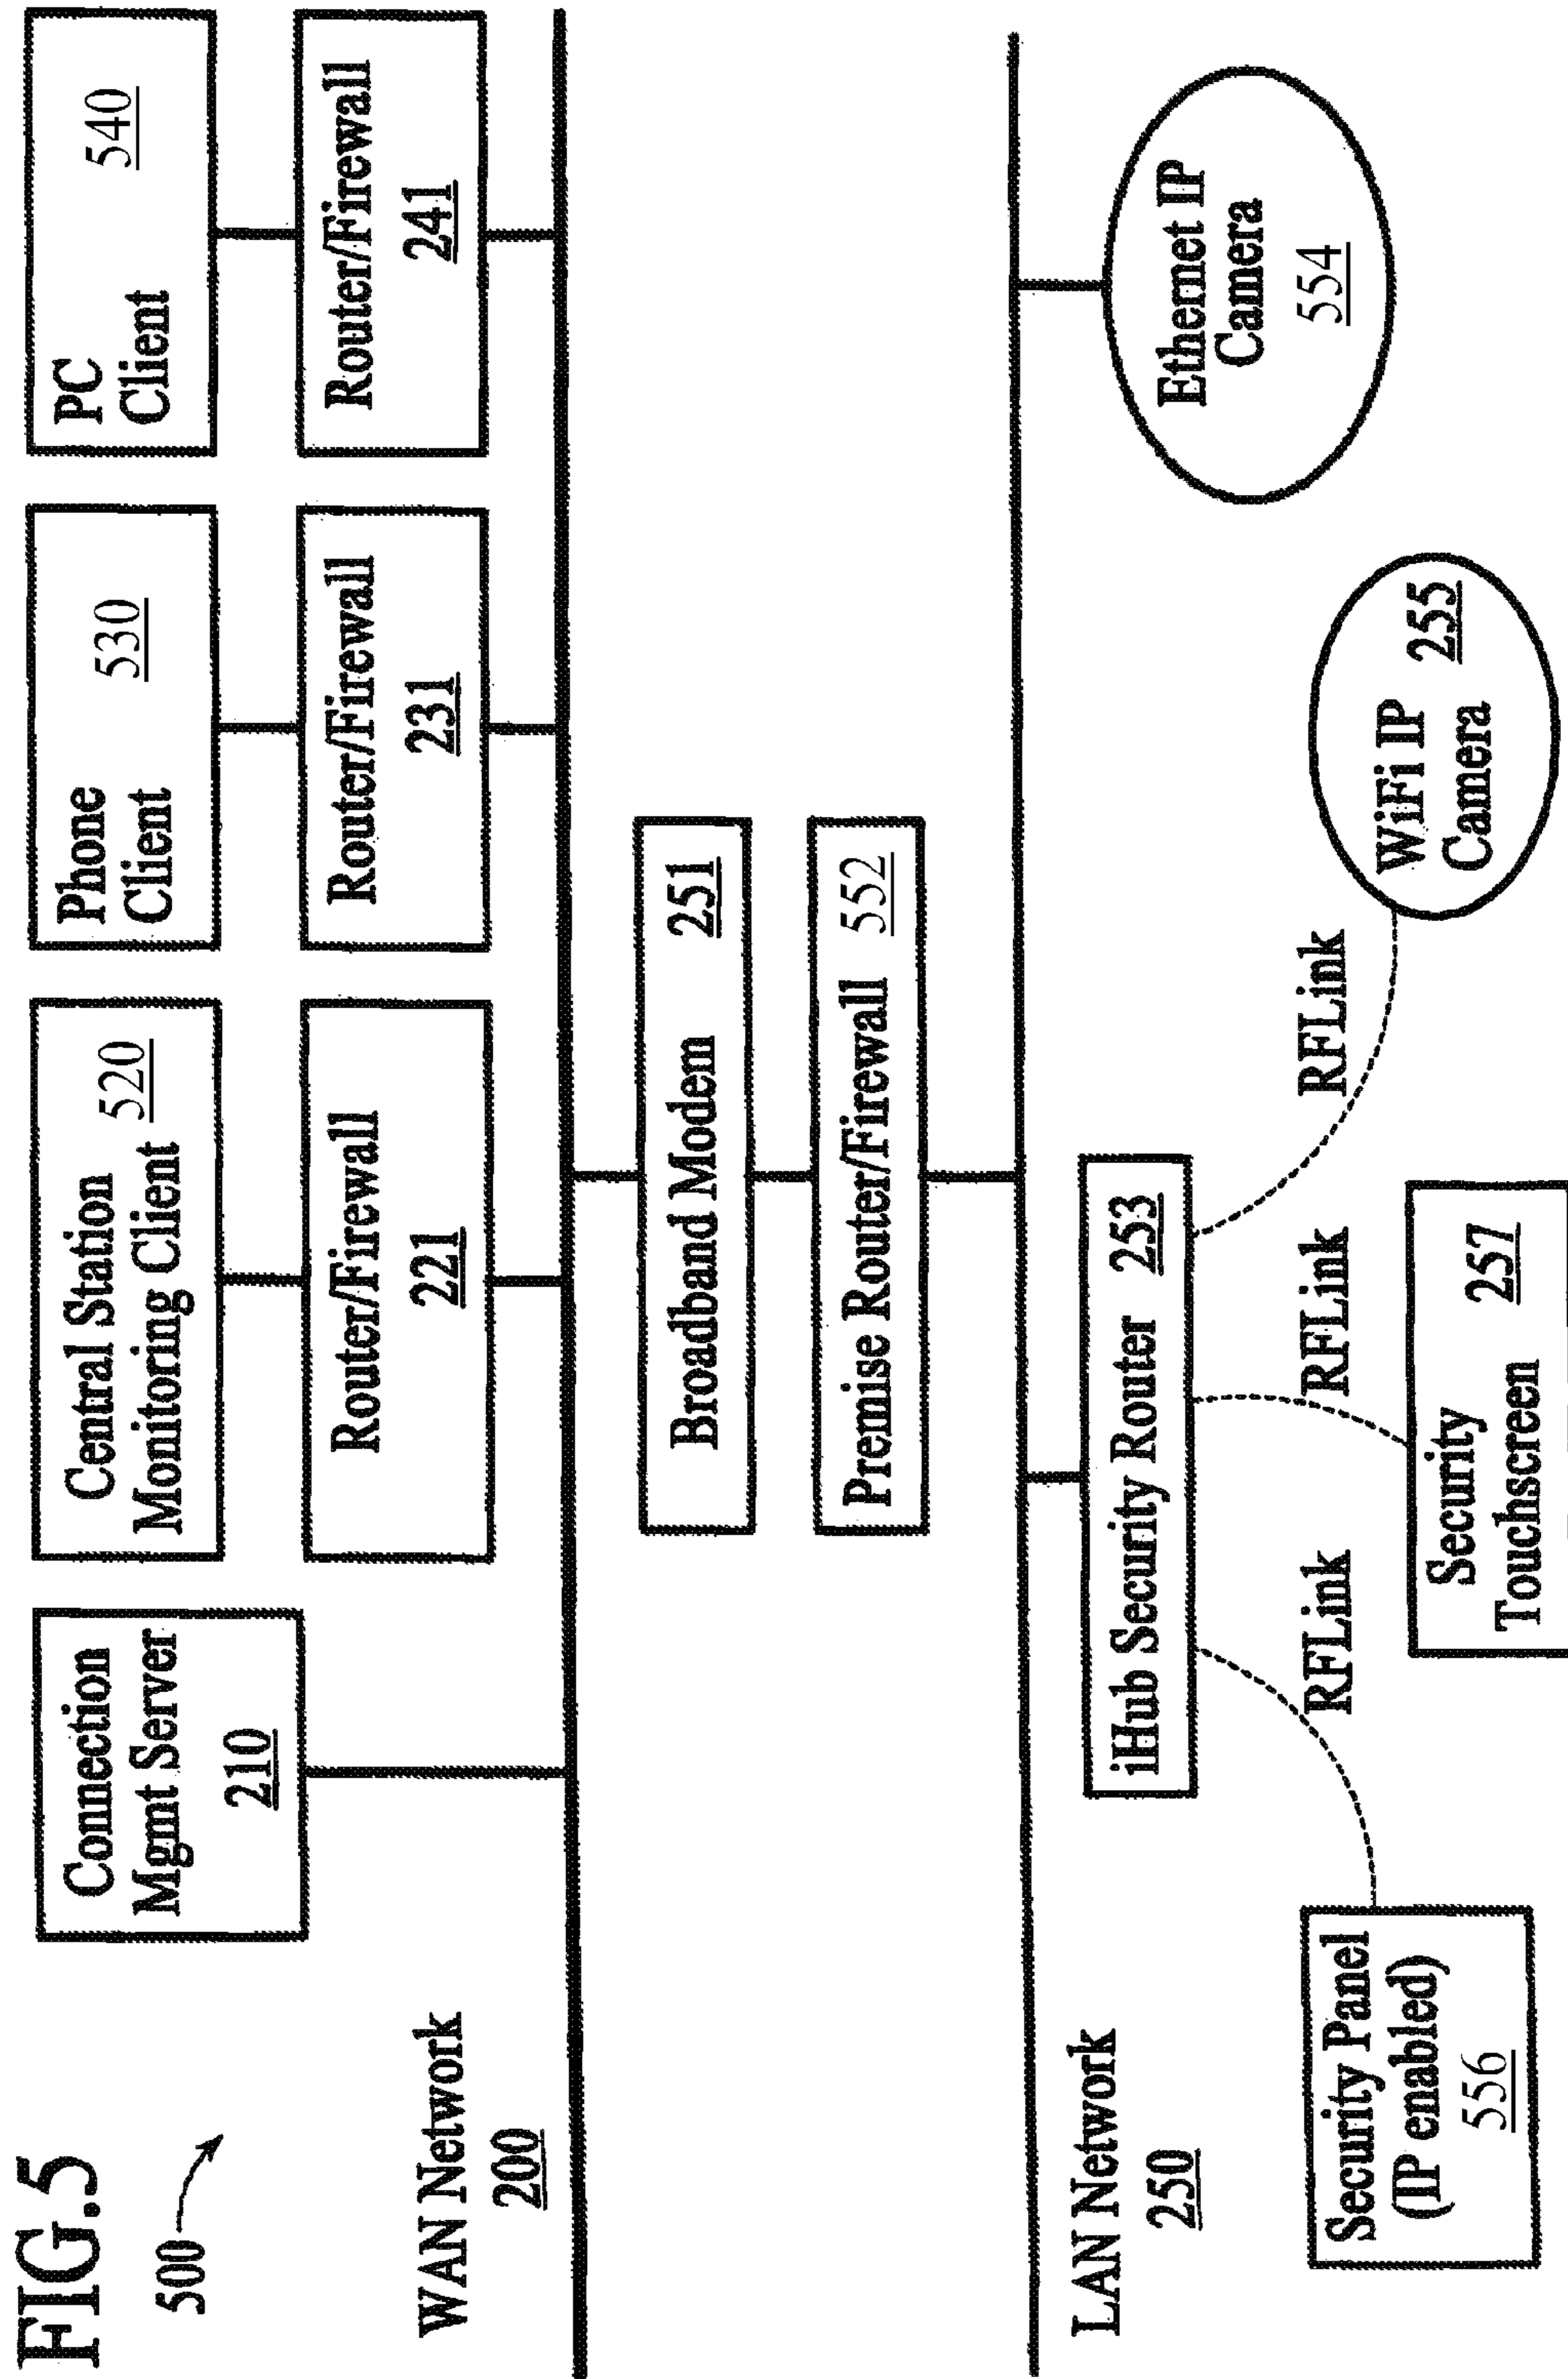 FIG.5
500
Connection
Mgmt Server
210
Central Station
Monitoring Client
520
Phone
Client
530
PC
Client
540
Router/Firewall
221
Router/Firewall
231
Router/Firewall
241
WAN Network
200
Broadband Modem 251
Premise Router/Firewall 552
LAN Network
250
iHub Security Router 253
RFLink
RFLink
RFLink
Security Panel
(IP enabled)
556
Security
Touchscreen
257
WiFi IP
Camera
255
Ethernet IP
Camera
554